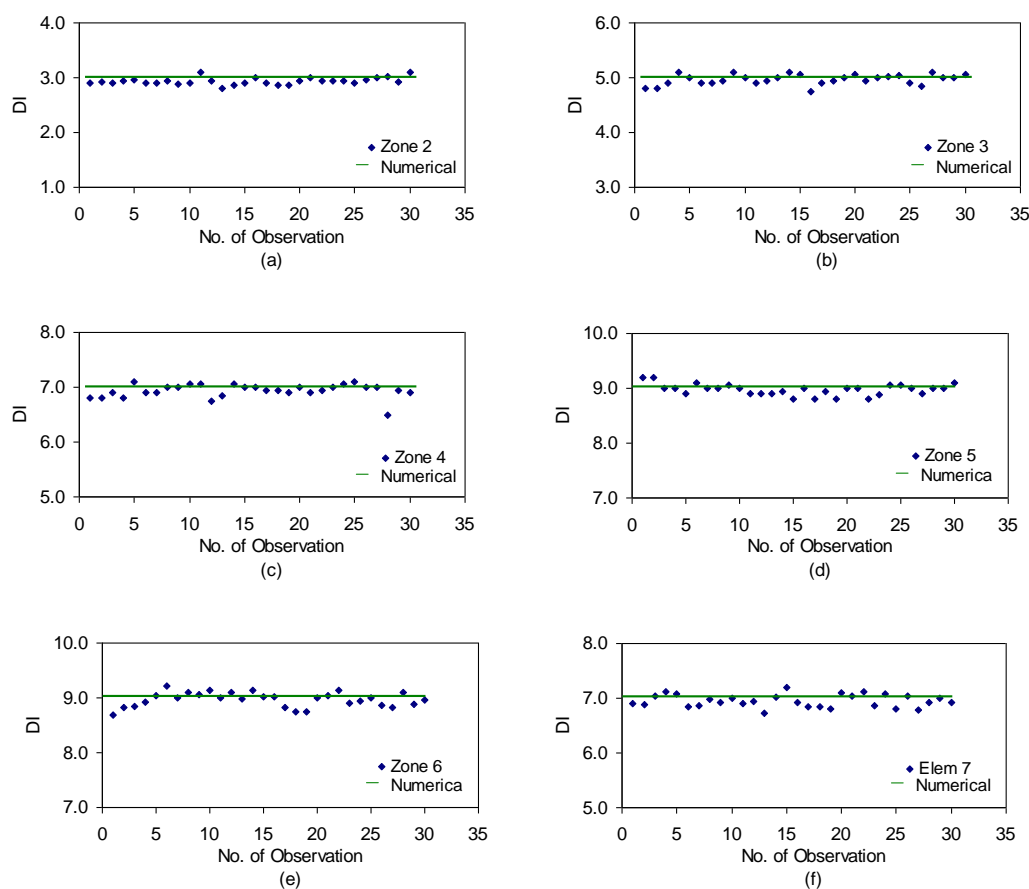 4.0
3.0
2.0
1.0
DI
Zone 2
Numerical
0 5 10 15 20 25 30 35
No. of Observation
(a)
6.0
5.0
4.0
3.0
DI
Zone 3
Numerical
0 5 10 15 20 25 30 35
No. of Observation
(b)
8.0
7.0
6.0
5.0
DI
Zone 4
Numerical
0 5 10 15 20 25 30 35
No. of Observation
(c)
10.0
9.0
8.0
7.0
DI
Zone 5
Numerica
0 5 10 15 20 25 30 35
No. of Observation
(d)
10.0
9.0
8.0
7.0
DI
Zone 6
Numerica
0 5 10 15 20 25 30 35
No. of Observation
(e)
8.0
7.0
6.0
5.0
DI
Elem 7
Numerical
0 5 10 15 20 25 30 35
No. of Observation
(f)